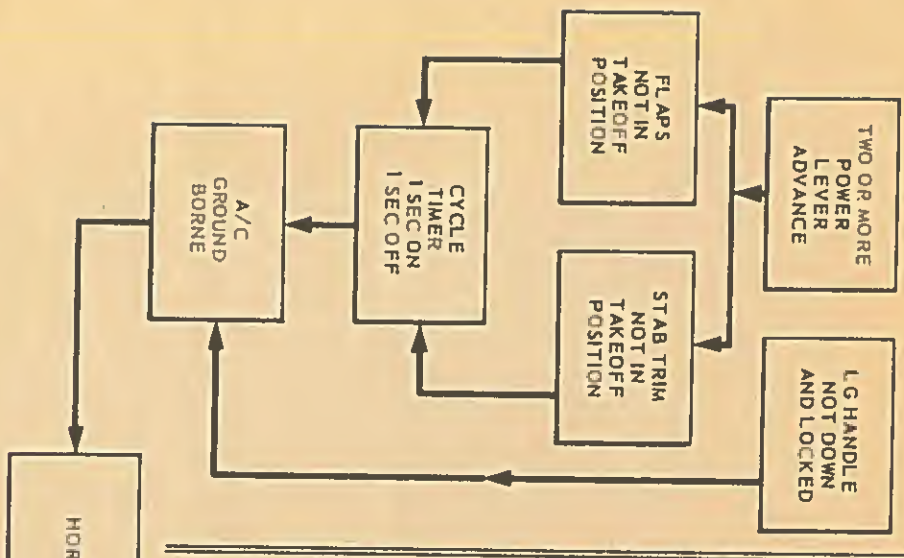 TWO OR MORE
POWER
LEVER
ADVANCE
LG HANDLE
NOT DOWN
AND LOCKED
FLAPS
NOT IN
TAKEOFF
POSITION
STAB TRIM
NOT IN
TAKEOFF
POSITION
CYCLE
TIMER
1 SEC ON
1 SEC OFF
A/C
GROUND
BORNE
HOR